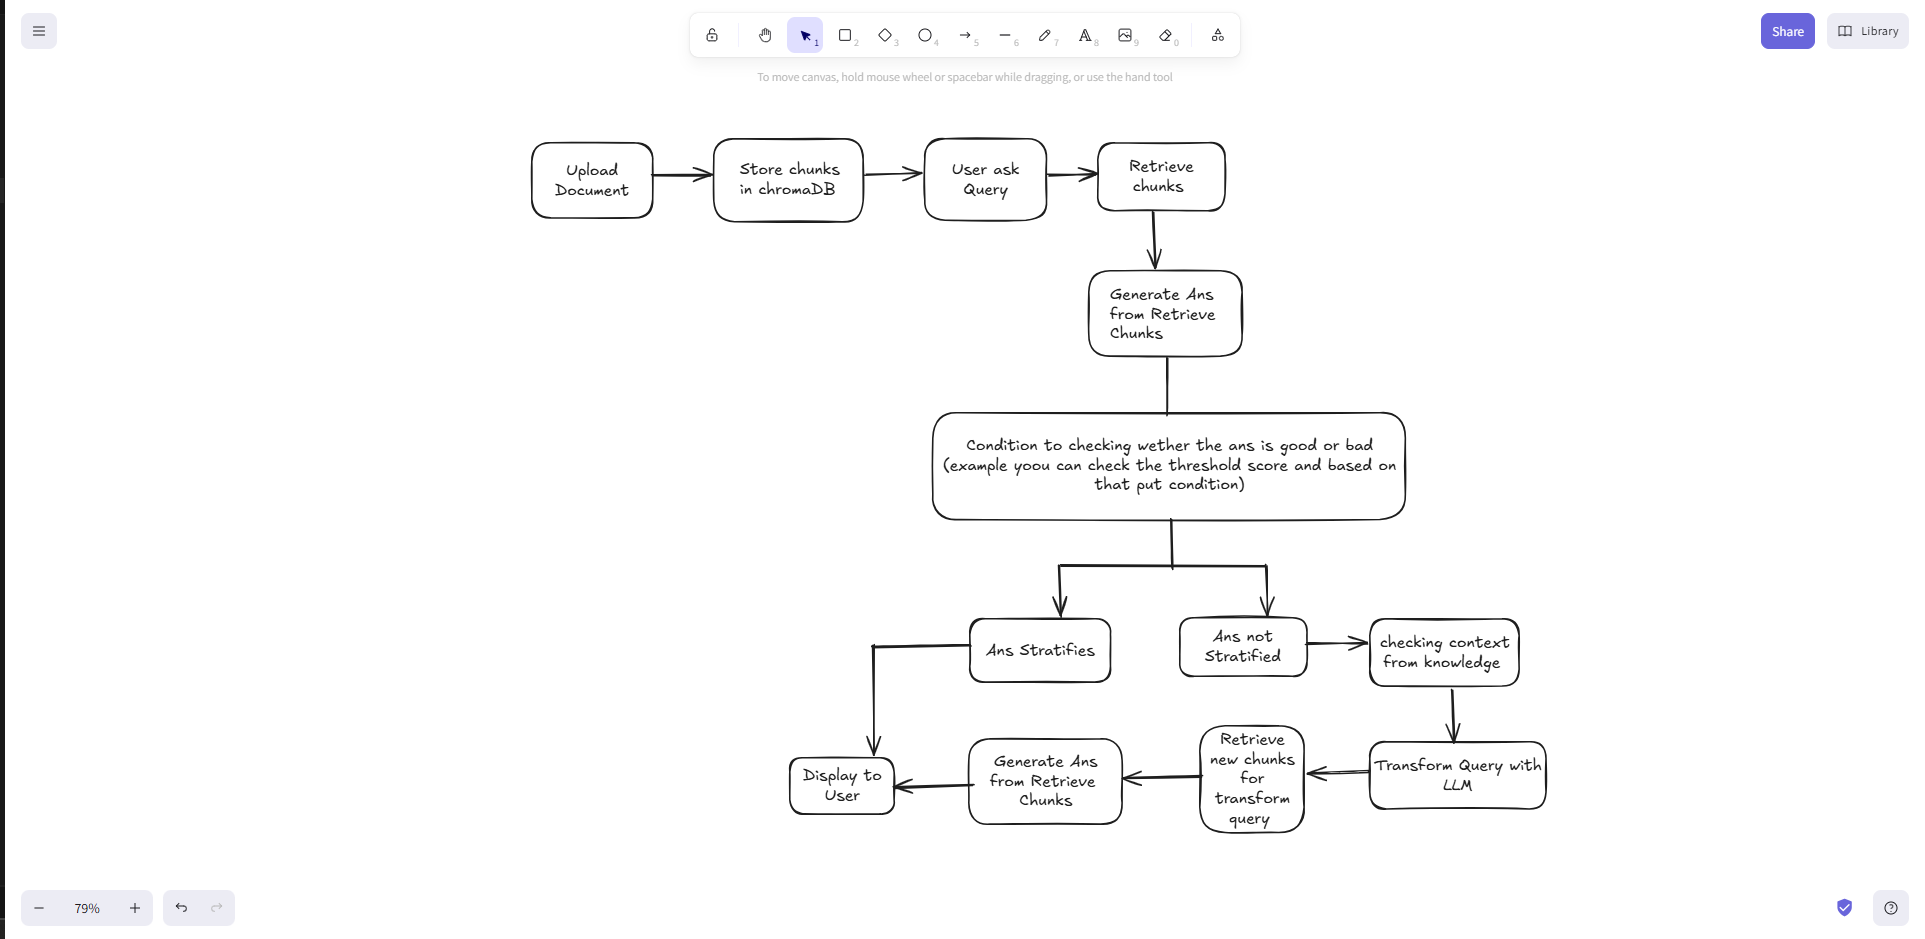 1
2
3
4
5
6
7
8
9
0
Share
Library
To move canvas, hold mouse wheel or spacebar while dragging, or use the hand tool
Upload
Document
Store chunks
in chromaDB
User ask
Query
Retrieve
chunks
Generate Ans
from Retrieve
Chunks
Condition to checking wether the ans is good or bad
(example yoou can check the threshold score and based on
that put condition)
Ans Stratifies
Ans not
Stratified
checking context
from knowledge
Display to
User
Generate Ans
from Retrieve
Chunks
Retrieve
new chunks
for
transform
query
Transform Query with
LLM
79%